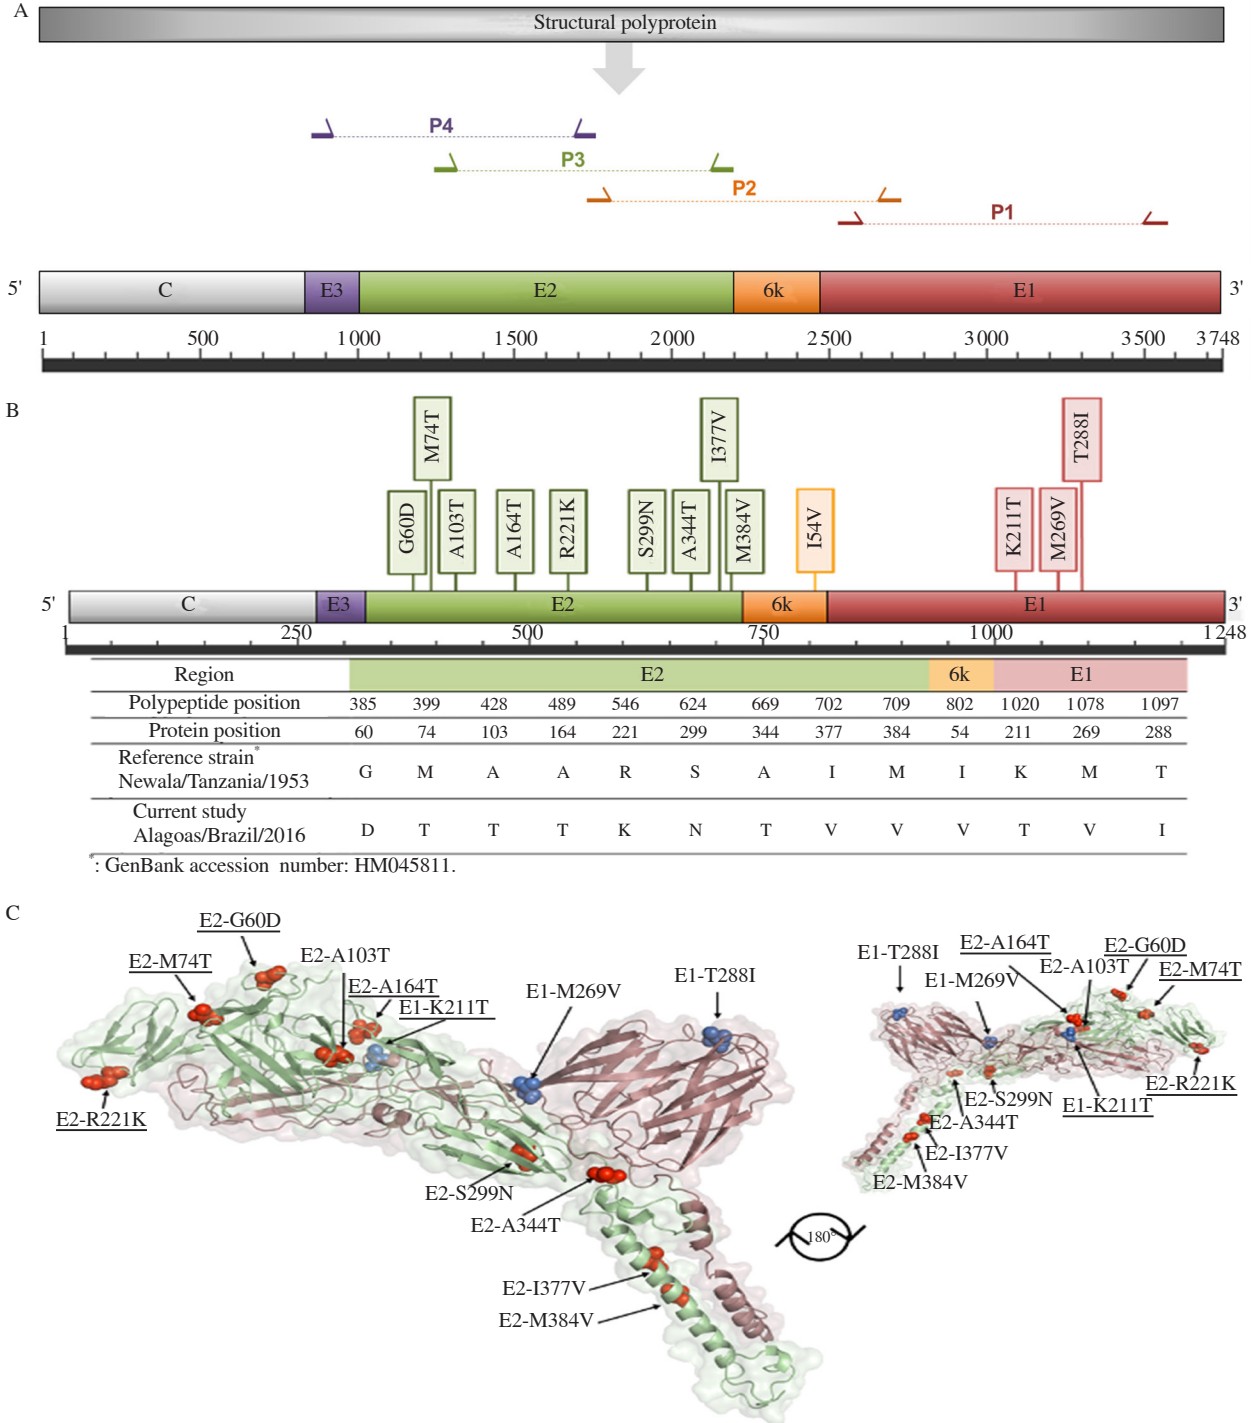 A
Structural polyprotein
P4
P3
P2
P1
5' C E3 E2 6k E1 3'
1 500 1 000 1 500 2 000 2 500 3 000 3 500 3 748
B
M74T I377V T288I
G60D A103T A164T R221K S299N A344T M384V I54V K211T M269V
5' C E3 E2 6k E1 3'
1 250 500 750 1 000 1 248
Region E2 6k E1
Polypeptide position 385 399 428 489 546 624 669 702 709 802 1 020 1 078 1 097
Protein position 60 74 103 164 221 299 344 377 384 54 211 269 288
Reference strain*
Newala/Tanzania/1953 G M A A R S A I M I K M T
Current study
Alagoas/Brazil/2016 D T T T K N T V V V T V I
*: GenBank accession number: HM045811.
C
E2-G60D
E2-M74T
E2-A103T
E2-A164T
E1-K211T
E1-M269V
E1-T288I
E2-R221K
E2-S299N
E2-A344T
E2-I377V
E2-M384V
E1-T288I
E2-A164T
E2-G60D
E1-M269V
E2-A103T
E2-M74T
E2-R221K
E2-S299N
E1-K211T
E2-A344T
E2-I377V
E2-M384V
180°